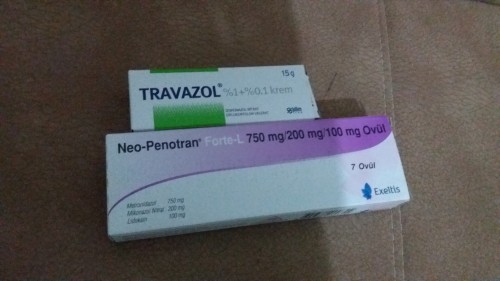 15 g
TRAVAZOL® %1+%0.1 krem
Neo-Penotran® Forte-L 750 mg/200 mg/100 mg Ovül
7 Ovül
Metronidazol 750 mg
Mikonazol Nitrat 200 mg
Lidokain 100 mg
Exeltis